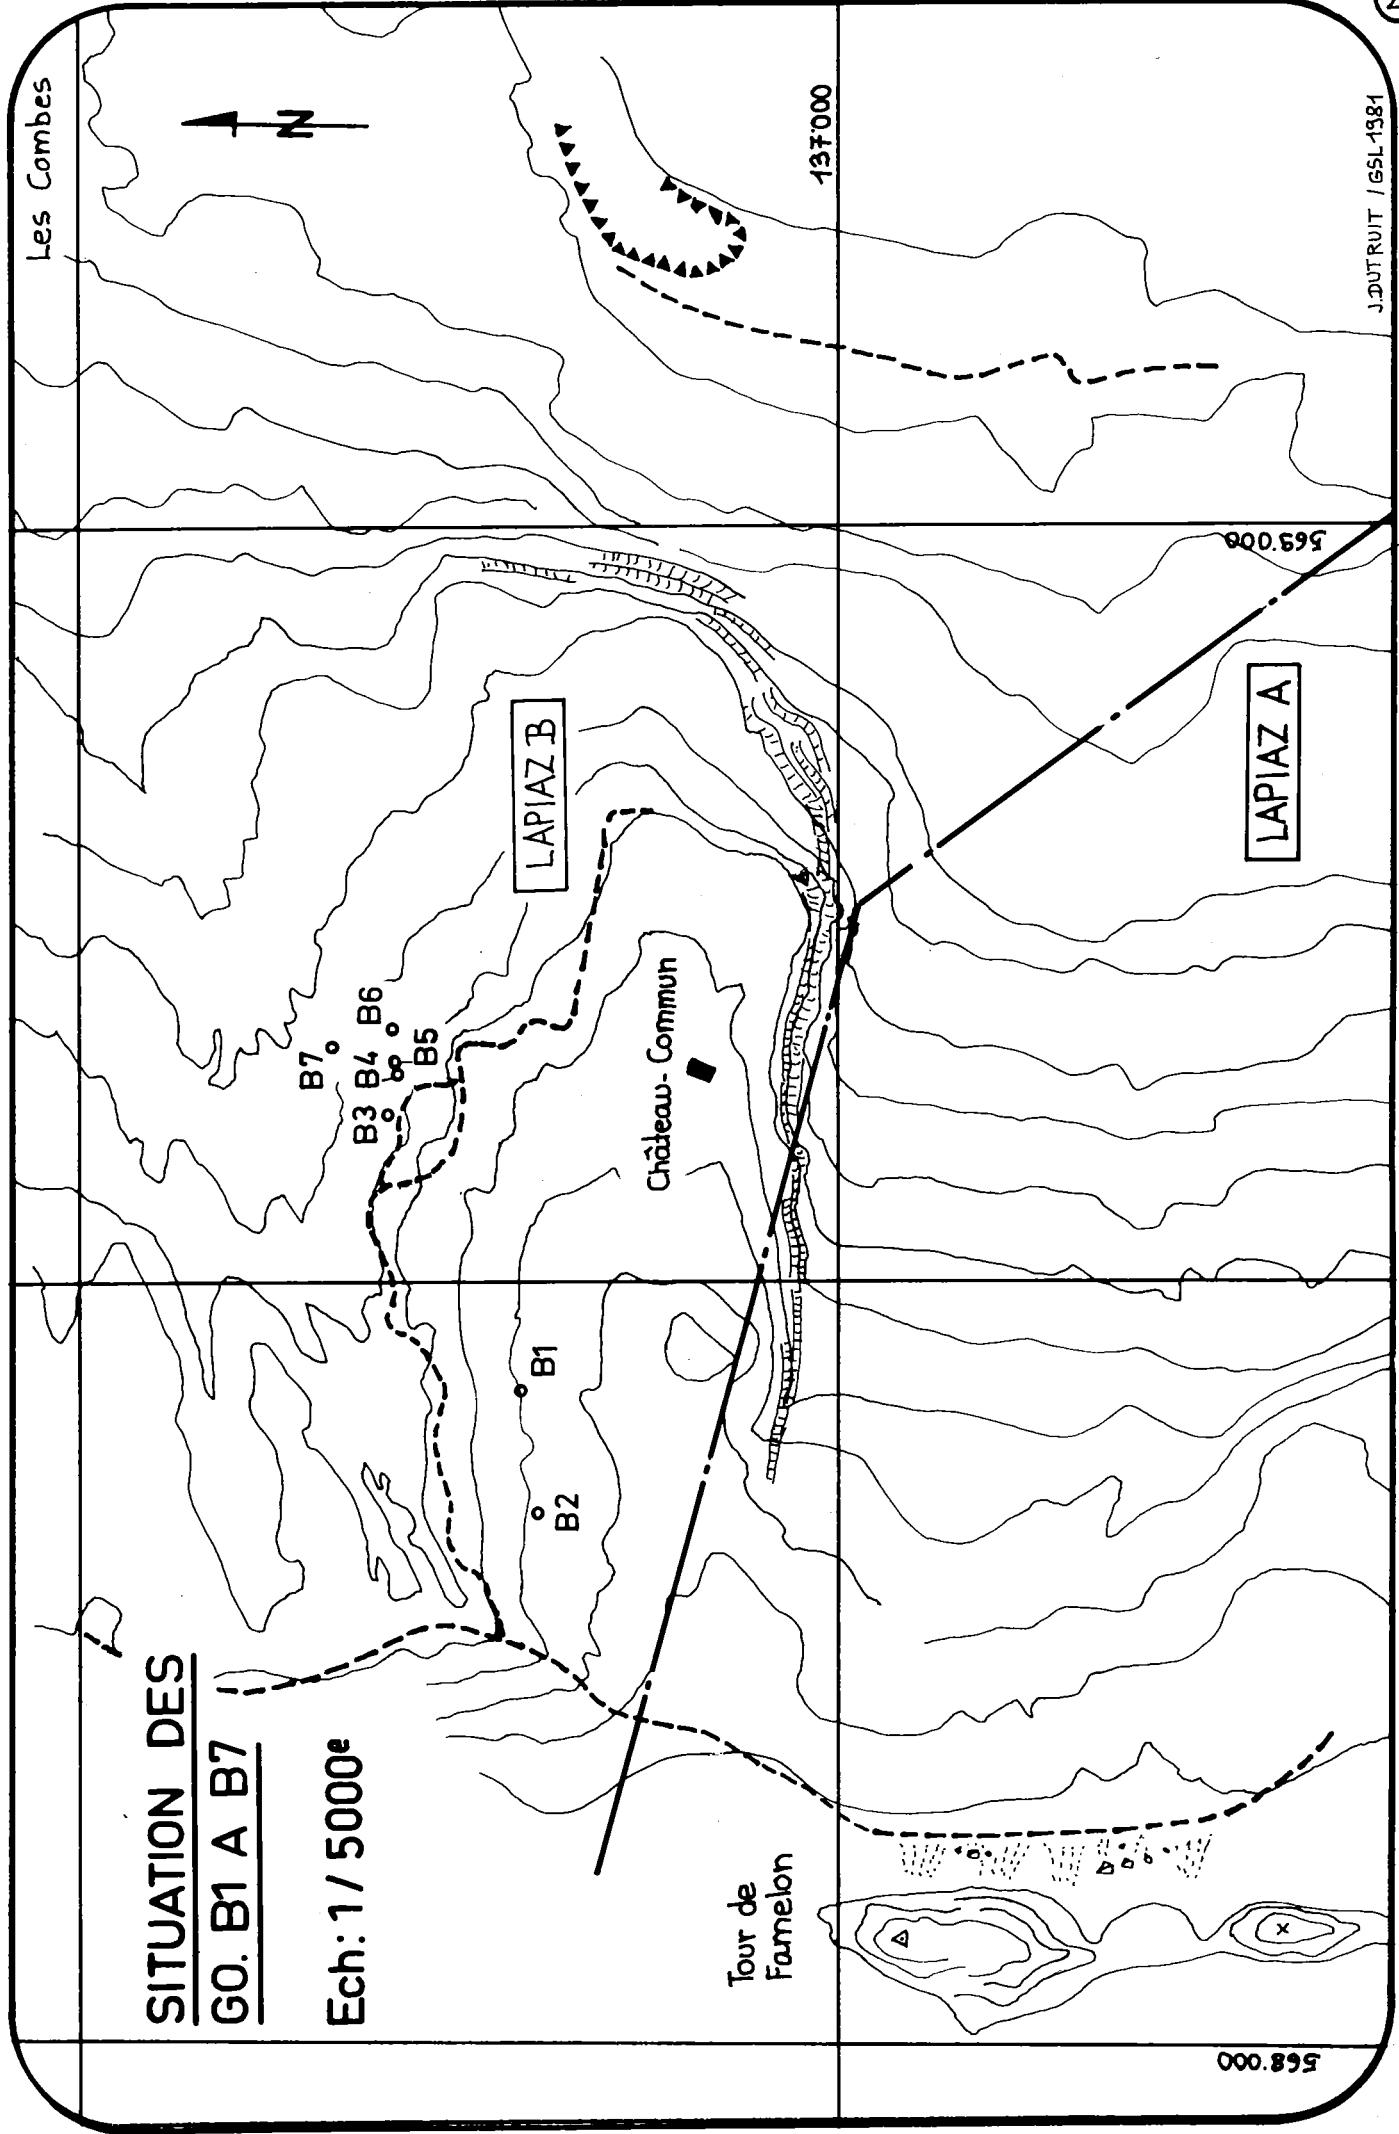 SITUATION DES
GO. B1 A B7
Ech: 1 / 5000e
Les Combes
N
B7
B3
B4
B6
B5
B1
B2
LAPIAZ B
Château-Commun
Tour de
Famelon
137'000
LAPIAZ A
568.000
569.000
J.DUTRUIT / GSL 1981